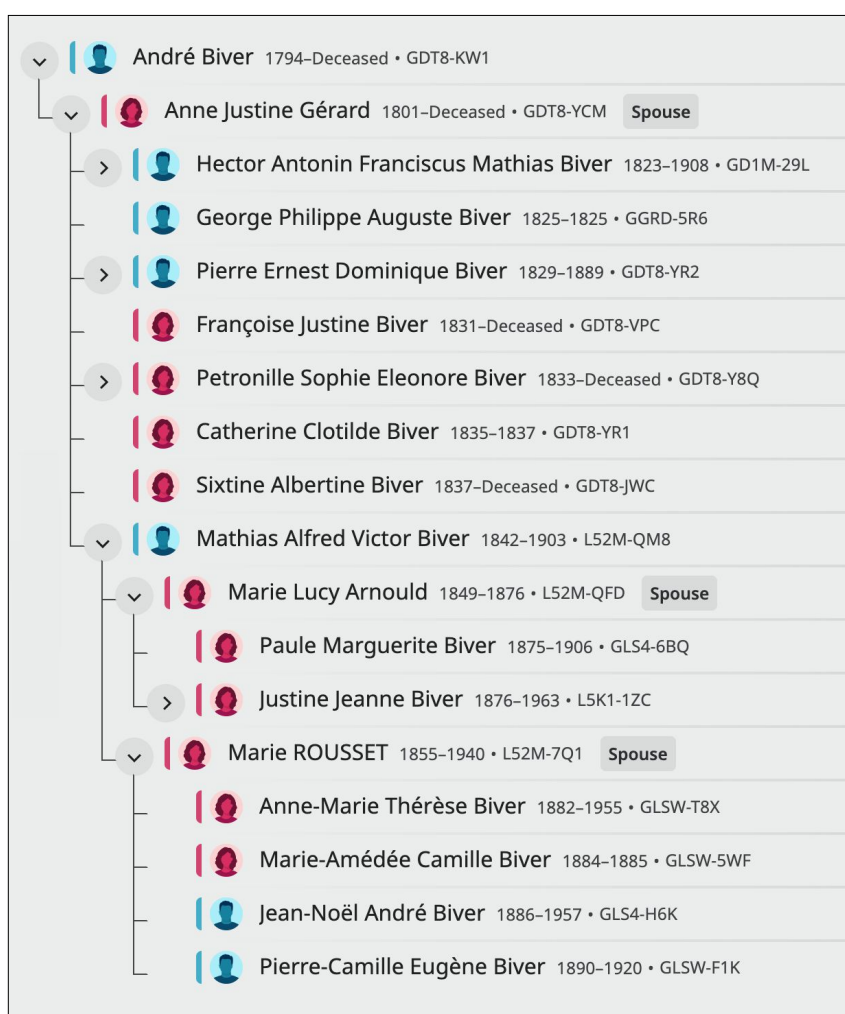 André Biver 1794–Deceased • GDT8-KW1
Anne Justine Gérard 1801–Deceased • GDT8-YCM Spouse
Hector Antonin Franciscus Mathias Biver 1823–1908 • GD1M-29L
George Philippe Auguste Biver 1825–1825 • GGRD-5R6
Pierre Ernest Dominique Biver 1829–1889 • GDT8-YR2
Françoise Justine Biver 1831–Deceased • GDT8-VPC
Petronille Sophie Eleonore Biver 1833–Deceased • GDT8-Y8Q
Catherine Clotilde Biver 1835–1837 • GDT8-YR1
Sixtine Albertine Biver 1837–Deceased • GDT8-JWC
Mathias Alfred Victor Biver 1842–1903 • L52M-QM8
Marie Lucy Arnould 1849–1876 • L52M-QFD Spouse
Paule Marguerite Biver 1875–1906 • GLS4-6BQ
Justine Jeanne Biver 1876–1963 • L5K1-1ZC
Marie ROUSSET 1855–1940 • L52M-7Q1 Spouse
Anne-Marie Thérèse Biver 1882–1955 • GLSW-T8X
Marie-Amédée Camille Biver 1884–1885 • GLSW-5WF
Jean-Noël André Biver 1886–1957 • GLS4-H6K
Pierre-Camille Eugène Biver 1890–1920 • GLSW-F1K